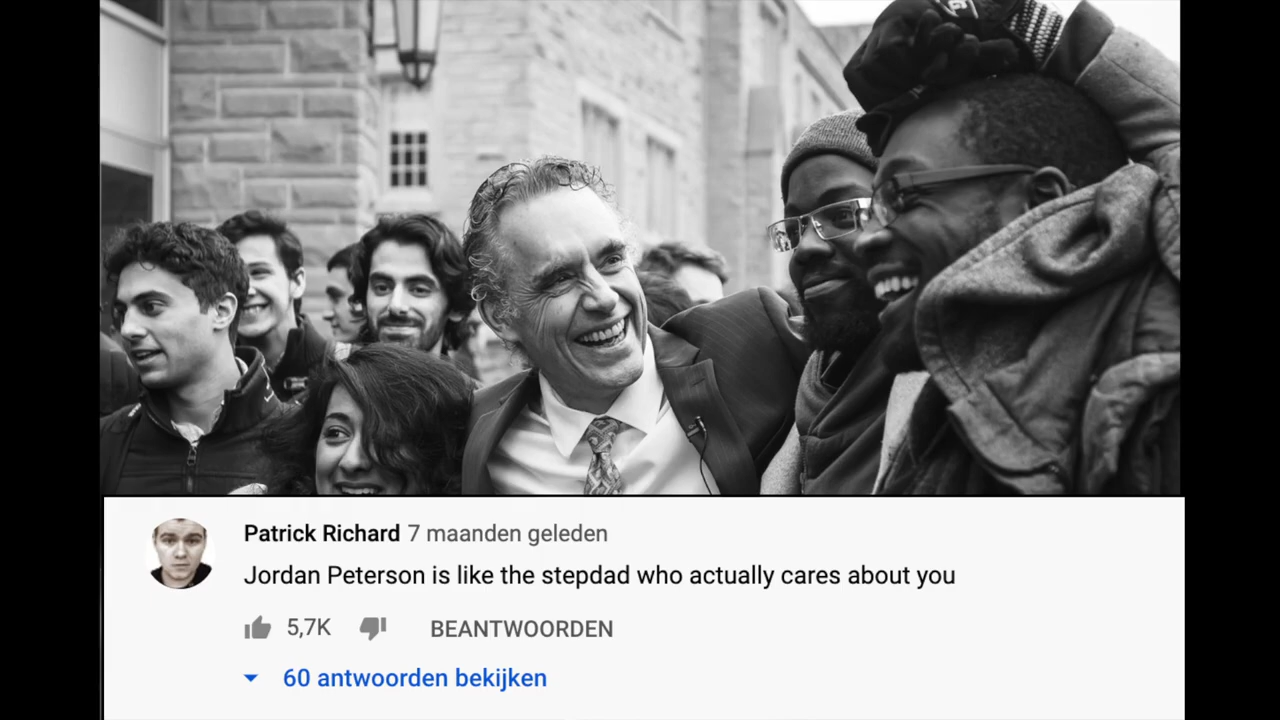 Patrick Richard 7 maanden geleden
Jordan Peterson is like the stepdad who actually cares about you
5,7K BEANTWOORDEN
60 antwoorden bekijken